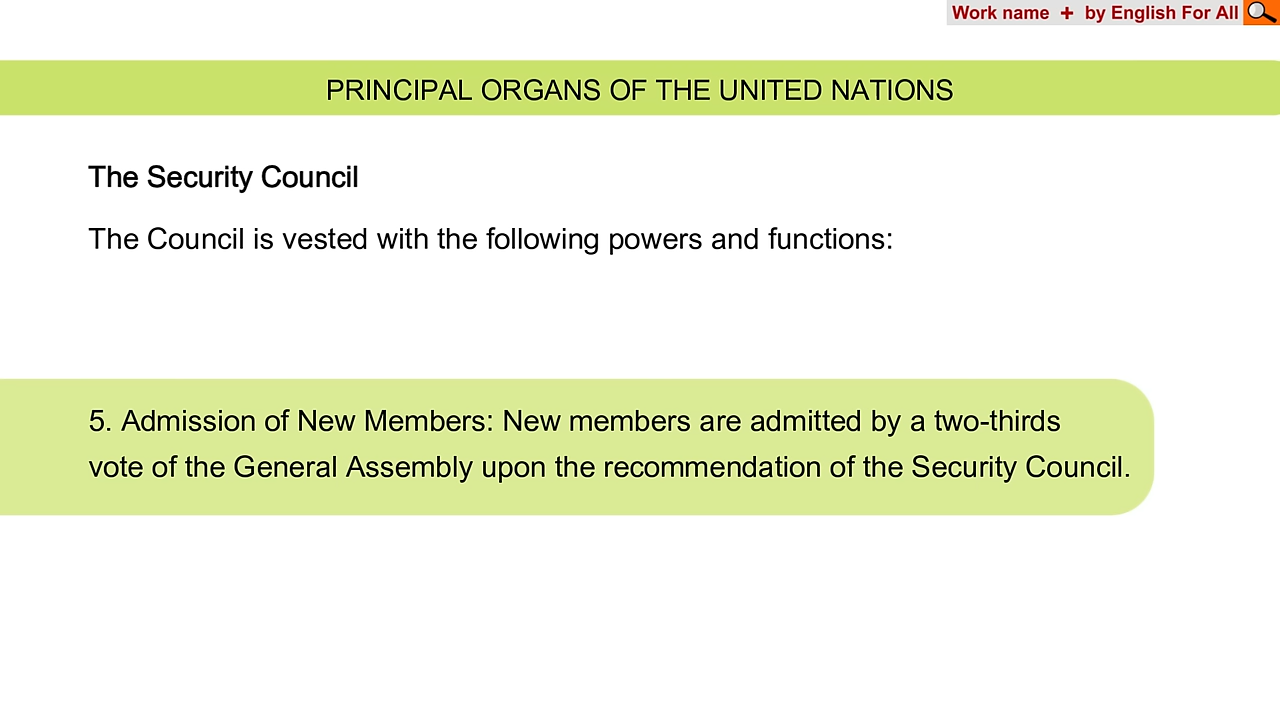 Work name + by English For All
PRINCIPAL ORGANS OF THE UNITED NATIONS
The Security Council
The Council is vested with the following powers and functions:
5. Admission of New Members: New members are admitted by a two-thirds
vote of the General Assembly upon the recommendation of the Security Council.